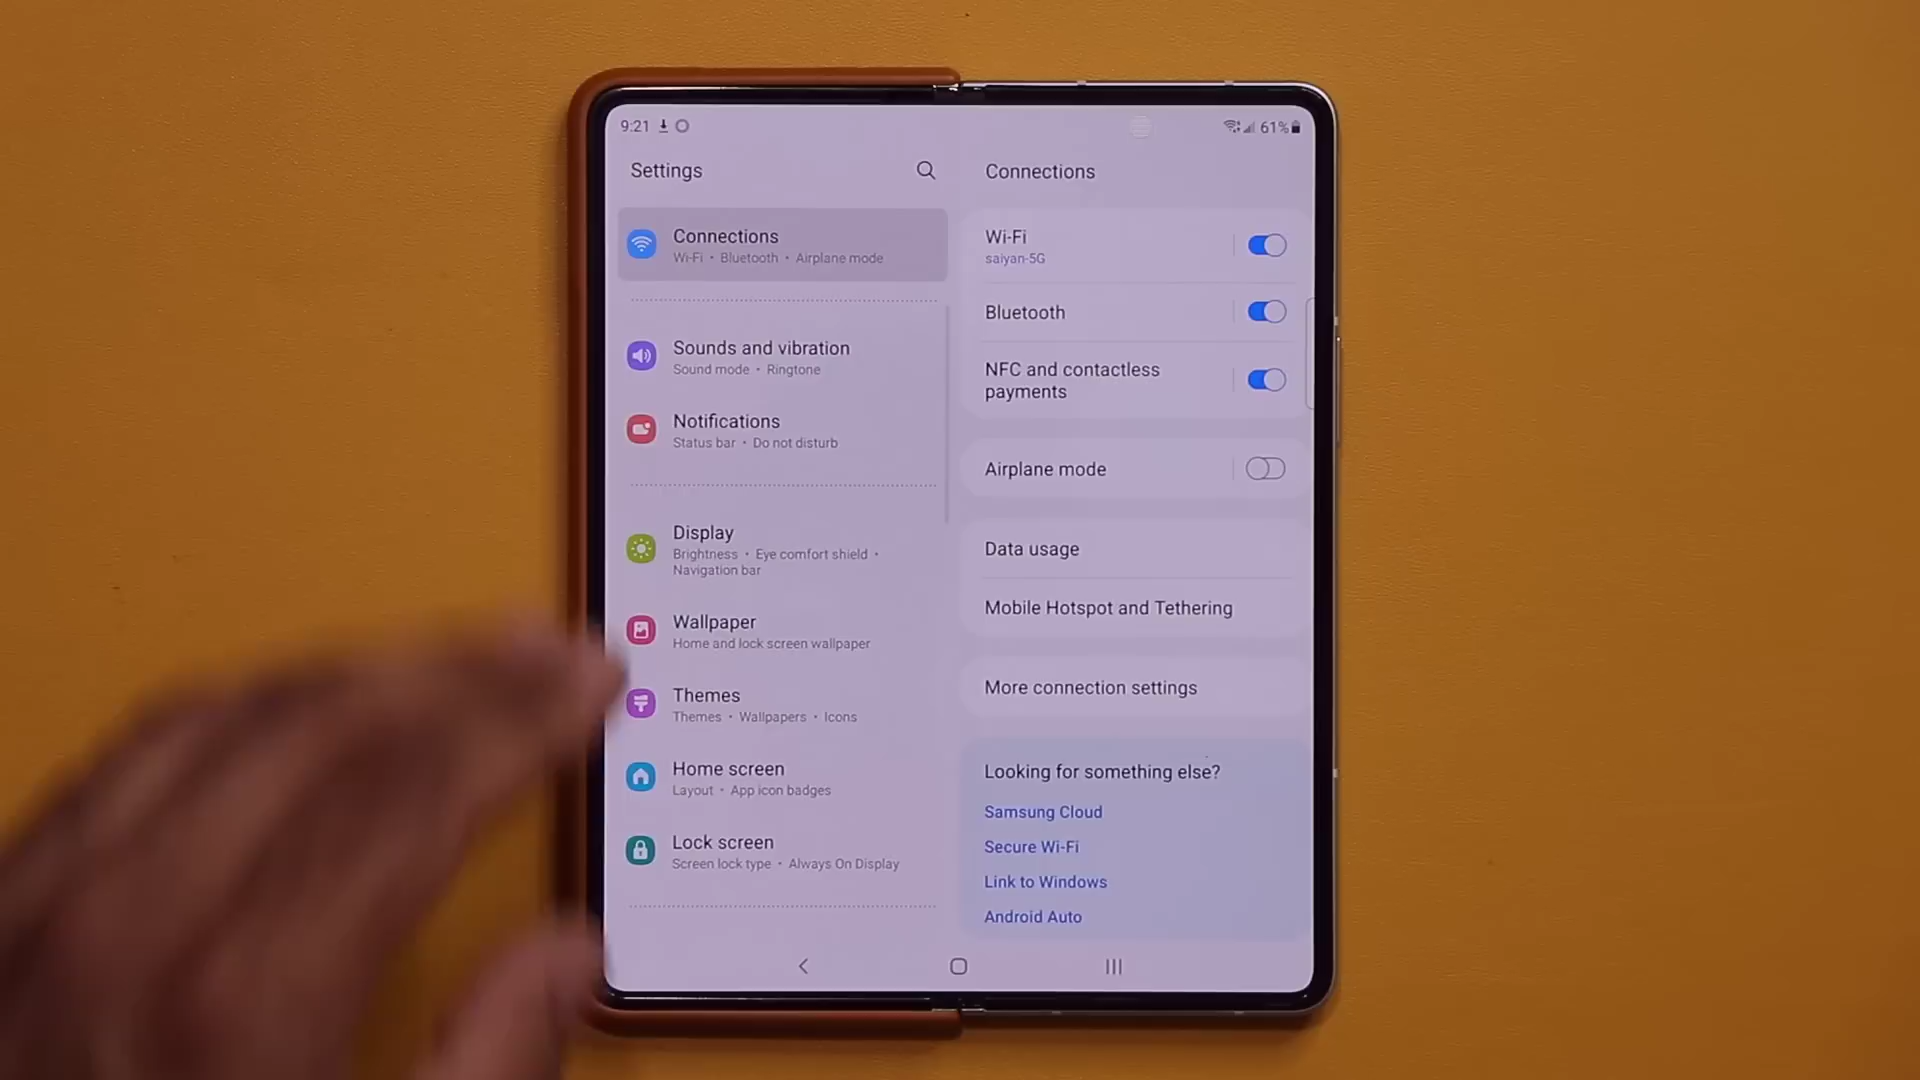 9:21
61%
Settings
Connections
Wi-Fi • Bluetooth • Airplane mode
Sounds and vibration
Sound mode • Ringtone
Notifications
Status bar • Do not disturb
Display
Brightness • Eye comfort shield •
Navigation bar
Wallpaper
Home and lock screen wallpaper
Themes
Themes • Wallpapers • Icons
Home screen
Layout • App icon badges
Lock screen
Screen lock type • Always On Display
Connections
Wi-Fi
saiyan-5G
Bluetooth
NFC and contactless
payments
Airplane mode
Data usage
Mobile Hotspot and Tethering
More connection settings
Looking for something else?
Samsung Cloud
Secure Wi-Fi
Link to Windows
Android Auto